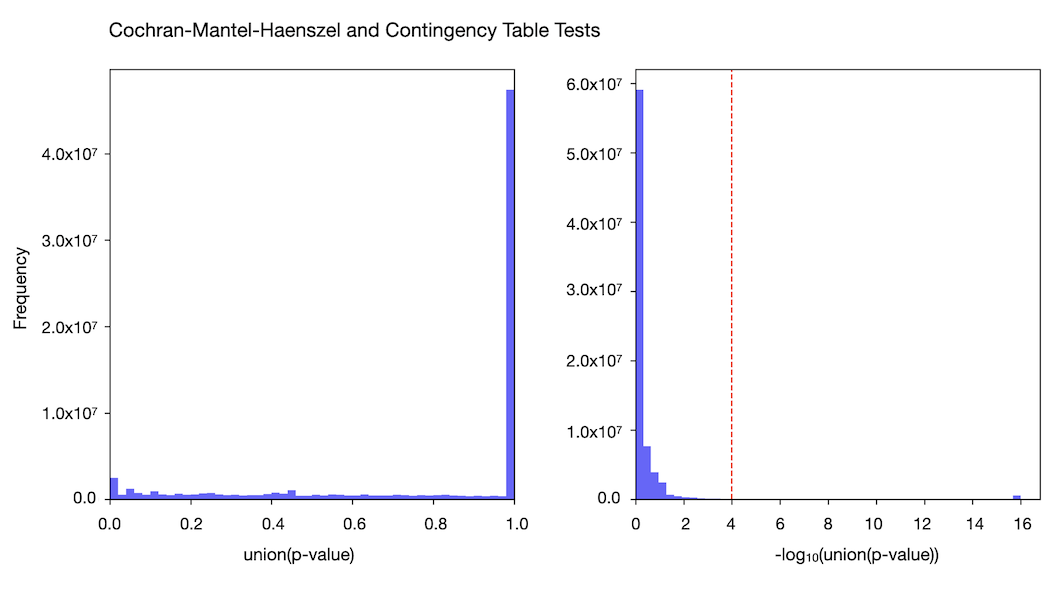 Cochran-Mantel-Haenszel and Contingency Table Tests
Frequency
4.0x10⁷
3.0x10⁷
2.0x10⁷
1.0x10⁷
0.0
0.0 0.2 0.4 0.6 0.8 1.0
union(p-value)
6.0x10⁷
5.0x10⁷
4.0x10⁷
3.0x10⁷
2.0x10⁷
1.0x10⁷
0.0
0 2 4 6 8 10 12 14 16
-log₁₀(union(p-value))